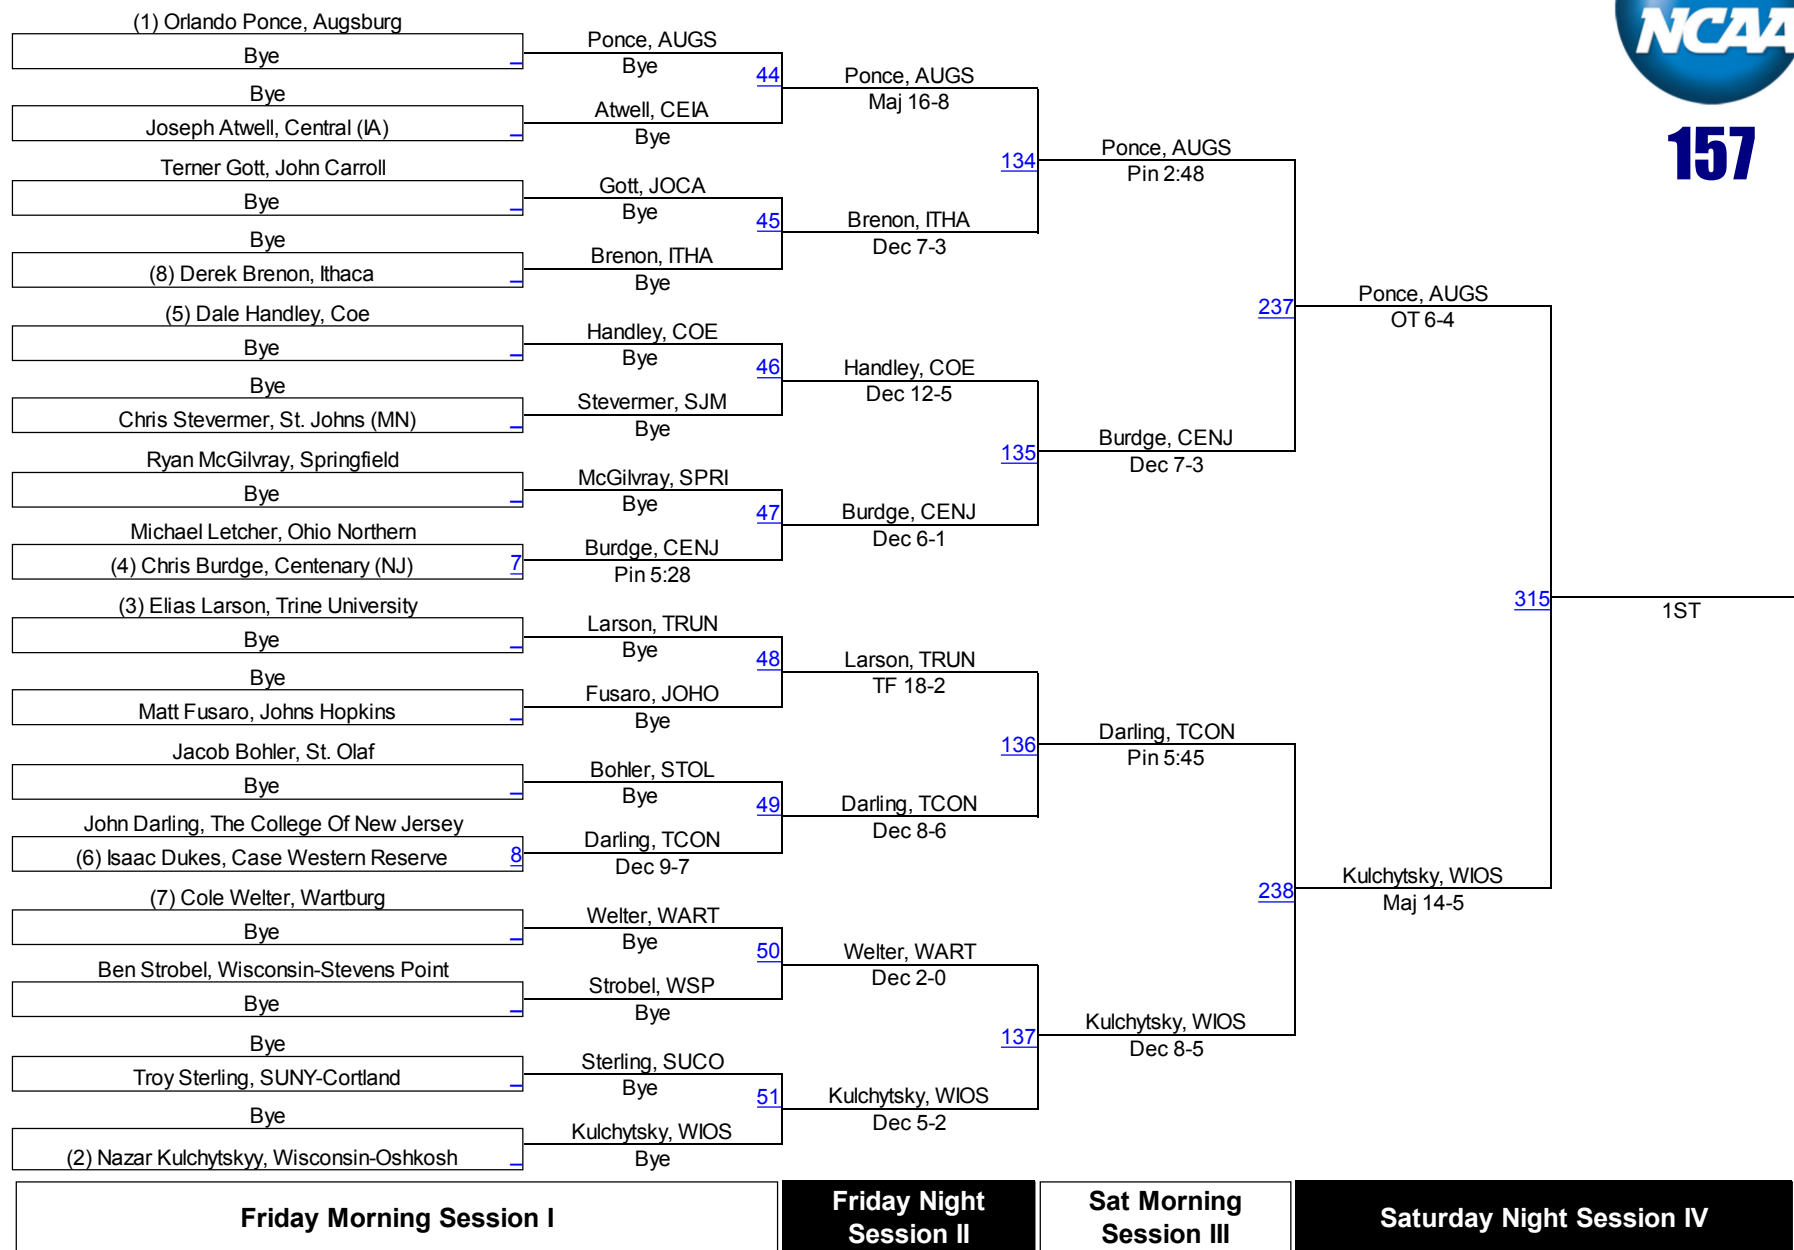 NCAA
157
(1) Orlando Ponce, Augsburg
Bye
Bye
Joseph Atwell, Central (IA)
Terner Gott, John Carroll
Bye
Bye
(8) Derek Brenon, Ithaca
(5) Dale Handley, Coe
Bye
Bye
Chris Stevermer, St. Johns (MN)
Ryan McGilvray, Springfield
Bye
Michael Letcher, Ohio Northern
(4) Chris Burdge, Centenary (NJ) 7
(3) Elias Larson, Trine University
Bye
Bye
Matt Fusaro, Johns Hopkins
Jacob Bohler, St. Olaf
Bye
John Darling, The College Of New Jersey
(6) Isaac Dukes, Case Western Reserve 8
(7) Cole Welter, Wartburg
Bye
Ben Strobel, Wisconsin-Stevens Point
Bye
Bye
Troy Sterling, SUNY-Cortland
Bye
(2) Nazar Kulchytskyy, Wisconsin-Oshkosh
Ponce, AUGS
Bye
44
Atwell, CEIA
Bye
Gott, JOCA
Bye
45
Brenon, ITHA
Bye
Handley, COE
Bye
46
Stevermer, SJM
Bye
McGilvray, SPRI
Bye
47
Burdge, CENJ
Pin 5:28
Larson, TRUN
Bye
48
Fusaro, JOHO
Bye
Bohler, STOL
Bye
49
Darling, TCON
Dec 9-7
Welter, WART
Bye
50
Strobel, WSP
Bye
Sterling, SUCO
Bye
51
Kulchytsky, WIOS
Bye
Ponce, AUGS
Maj 16-8
134
Brenon, ITHA
Dec 7-3
Handley, COE
Dec 12-5
135
Burdge, CENJ
Dec 6-1
Larson, TRUN
TF 18-2
136
Darling, TCON
Dec 8-6
Welter, WART
Dec 2-0
137
Kulchytsky, WIOS
Dec 5-2
Ponce, AUGS
Pin 2:48
237
Burdge, CENJ
Dec 7-3
Darling, TCON
Pin 5:45
238
Kulchytsky, WIOS
Dec 8-5
Ponce, AUGS
OT 6-4
315
Kulchytsky, WIOS
Maj 14-5
1ST
Friday Morning Session I
Friday Night
Session II
Sat Morning
Session III
Saturday Night Session IV